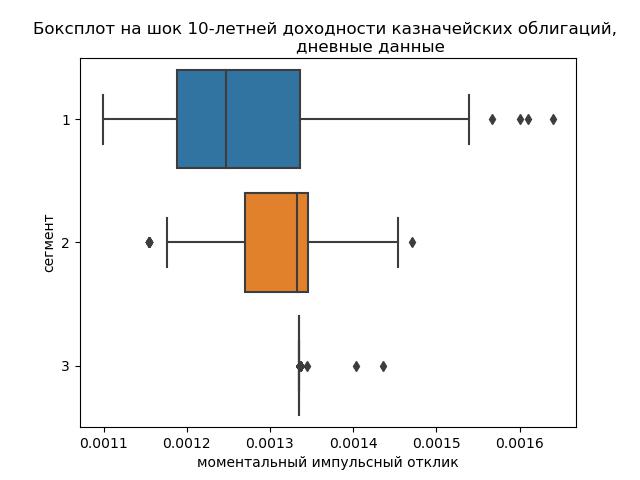 Боксплот на шок 10-летней доходности казначейских облигаций,
дневные данные
1
2
3
сегмент
0.0011 0.0012 0.0013 0.0014 0.0015 0.0016
моментальный импульсный отклик